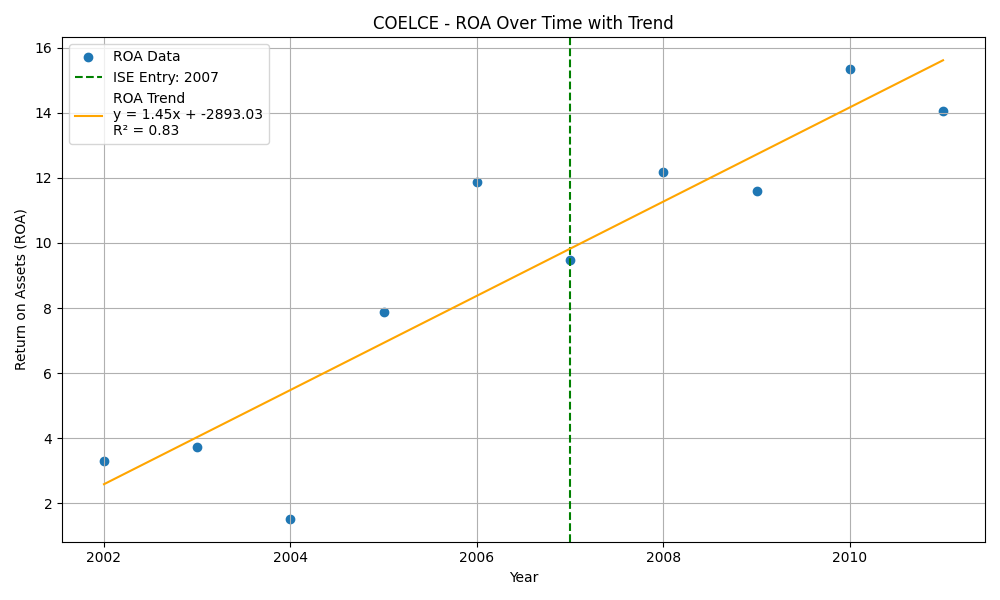 COELCE - ROA Over Time with Trend
ROA Data
ISE Entry: 2007
ROA Trend
y = 1.45x + -2893.03
R² = 0.83
Return on Assets (ROA)
16
14
12
10
8
6
4
2
2002 2004 2006 2008 2010
Year